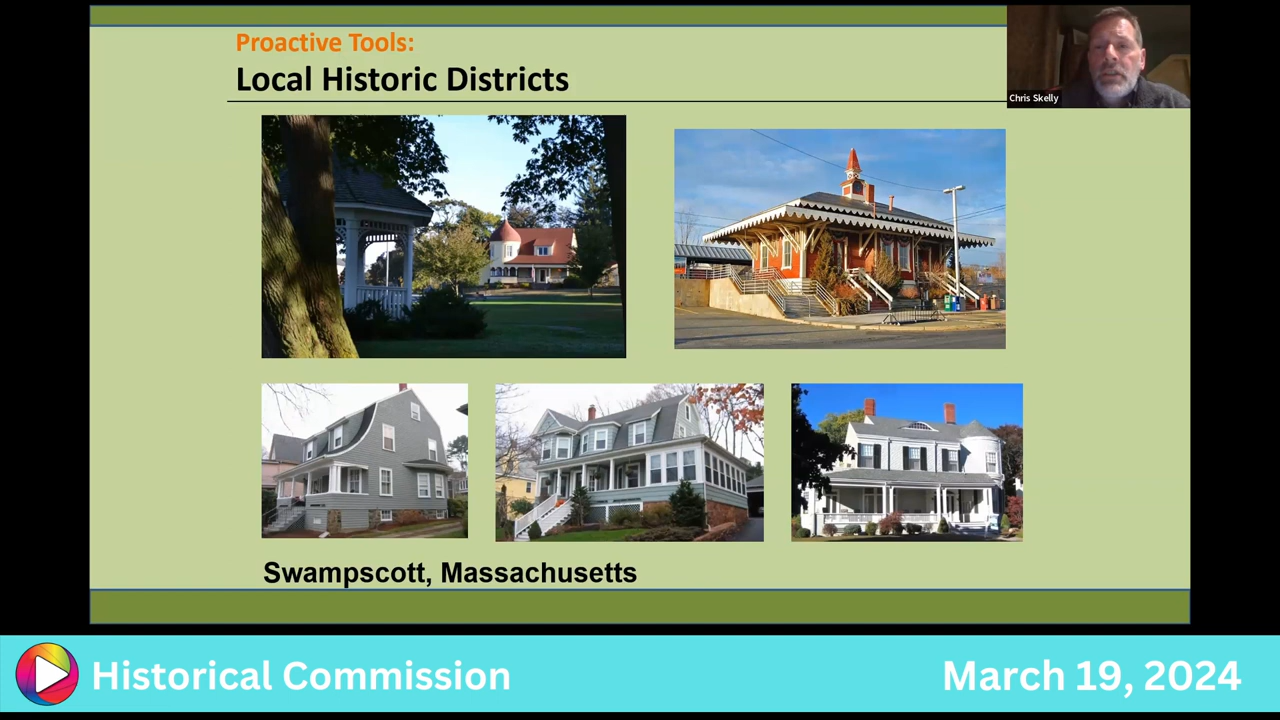 Proactive Tools:
Local Historic Districts
Chris Skelly
Swampscott, Massachusetts
Historical Commission
March 19, 2024